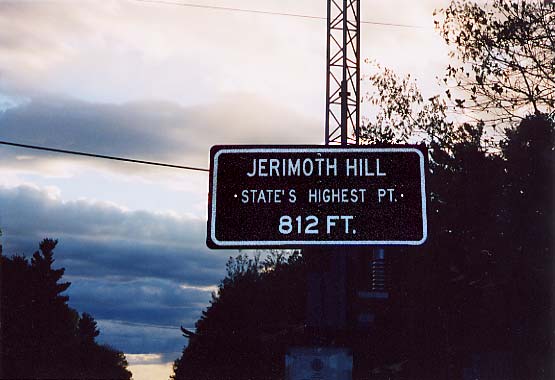 JERIMOTH HILL
·STATE'S HIGHEST PT.·
812 FT.